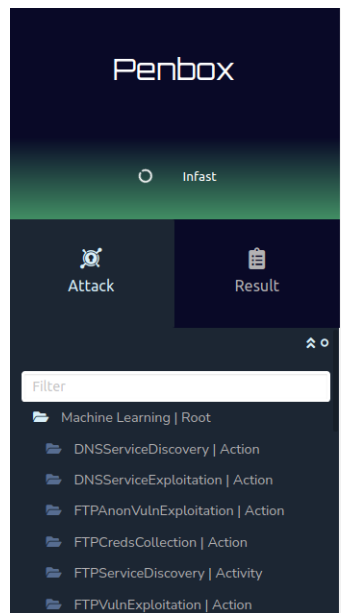 Penbox
Infast
Attack
Result
Filter
Machine Learning | Root
DNSServiceDiscovery | Action
DNSServiceExploitation | Action
FTPAnonVulnExploitation | Action
FTPCredsCollection | Action
FTPServiceDiscovery | Activity
FTPVulnExploitation | Action